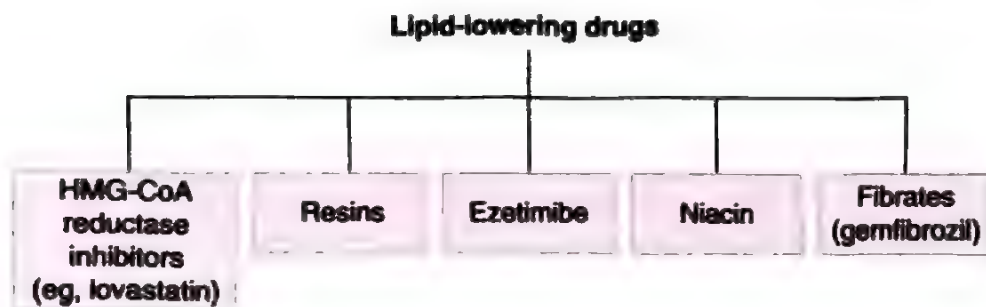 Lipid-lowering drugs
HMG-CoA
reductase
inhibitors
(eg, lovastatin)
Resins
Ezetimibe
Niacin
Fibrates
(gemfibrozil)